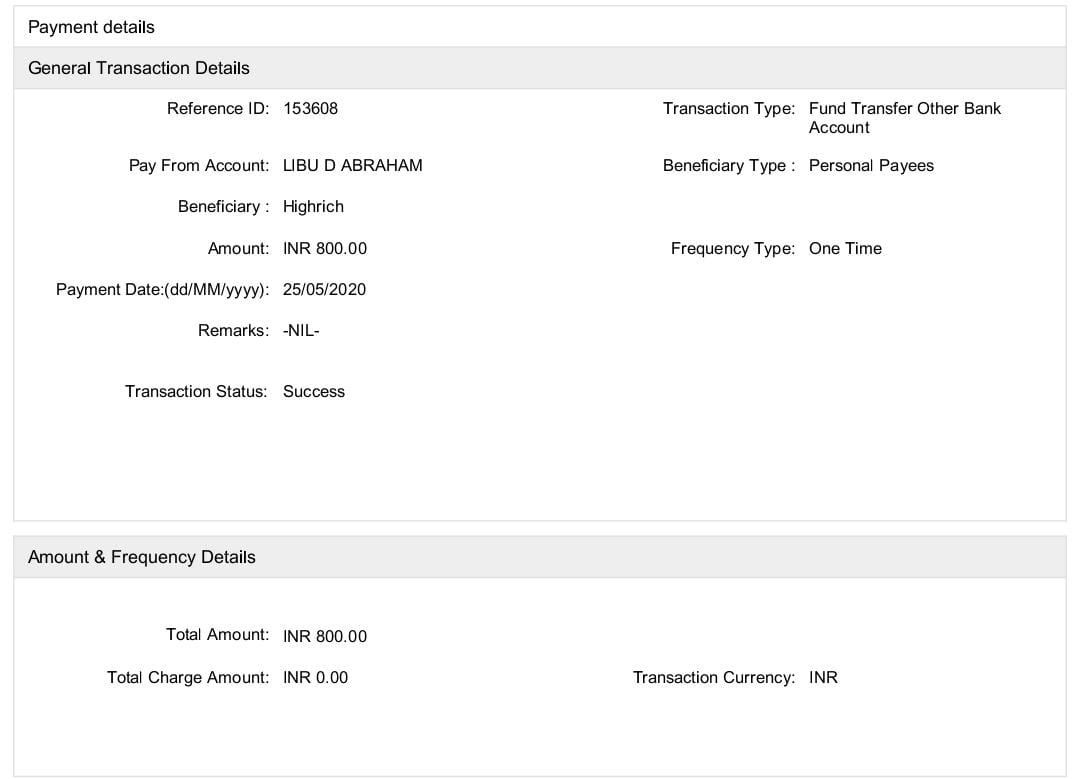 Payment details
General Transaction Details
Reference ID: 153608 Transaction Type: Fund Transfer Other Bank
Account
Pay From Account: LIBU D ABRAHAM Beneficiary Type : Personal Payees
Beneficiary : Highrich
Amount: INR 800.00 Frequency Type: One Time
Payment Date:(dd/MM/yyyy): 25/05/2020
Remarks: -NIL-
Transaction Status: Success
Amount & Frequency Details
Total Amount: INR 800.00
Total Charge Amount: INR 0.00 Transaction Currency: INR